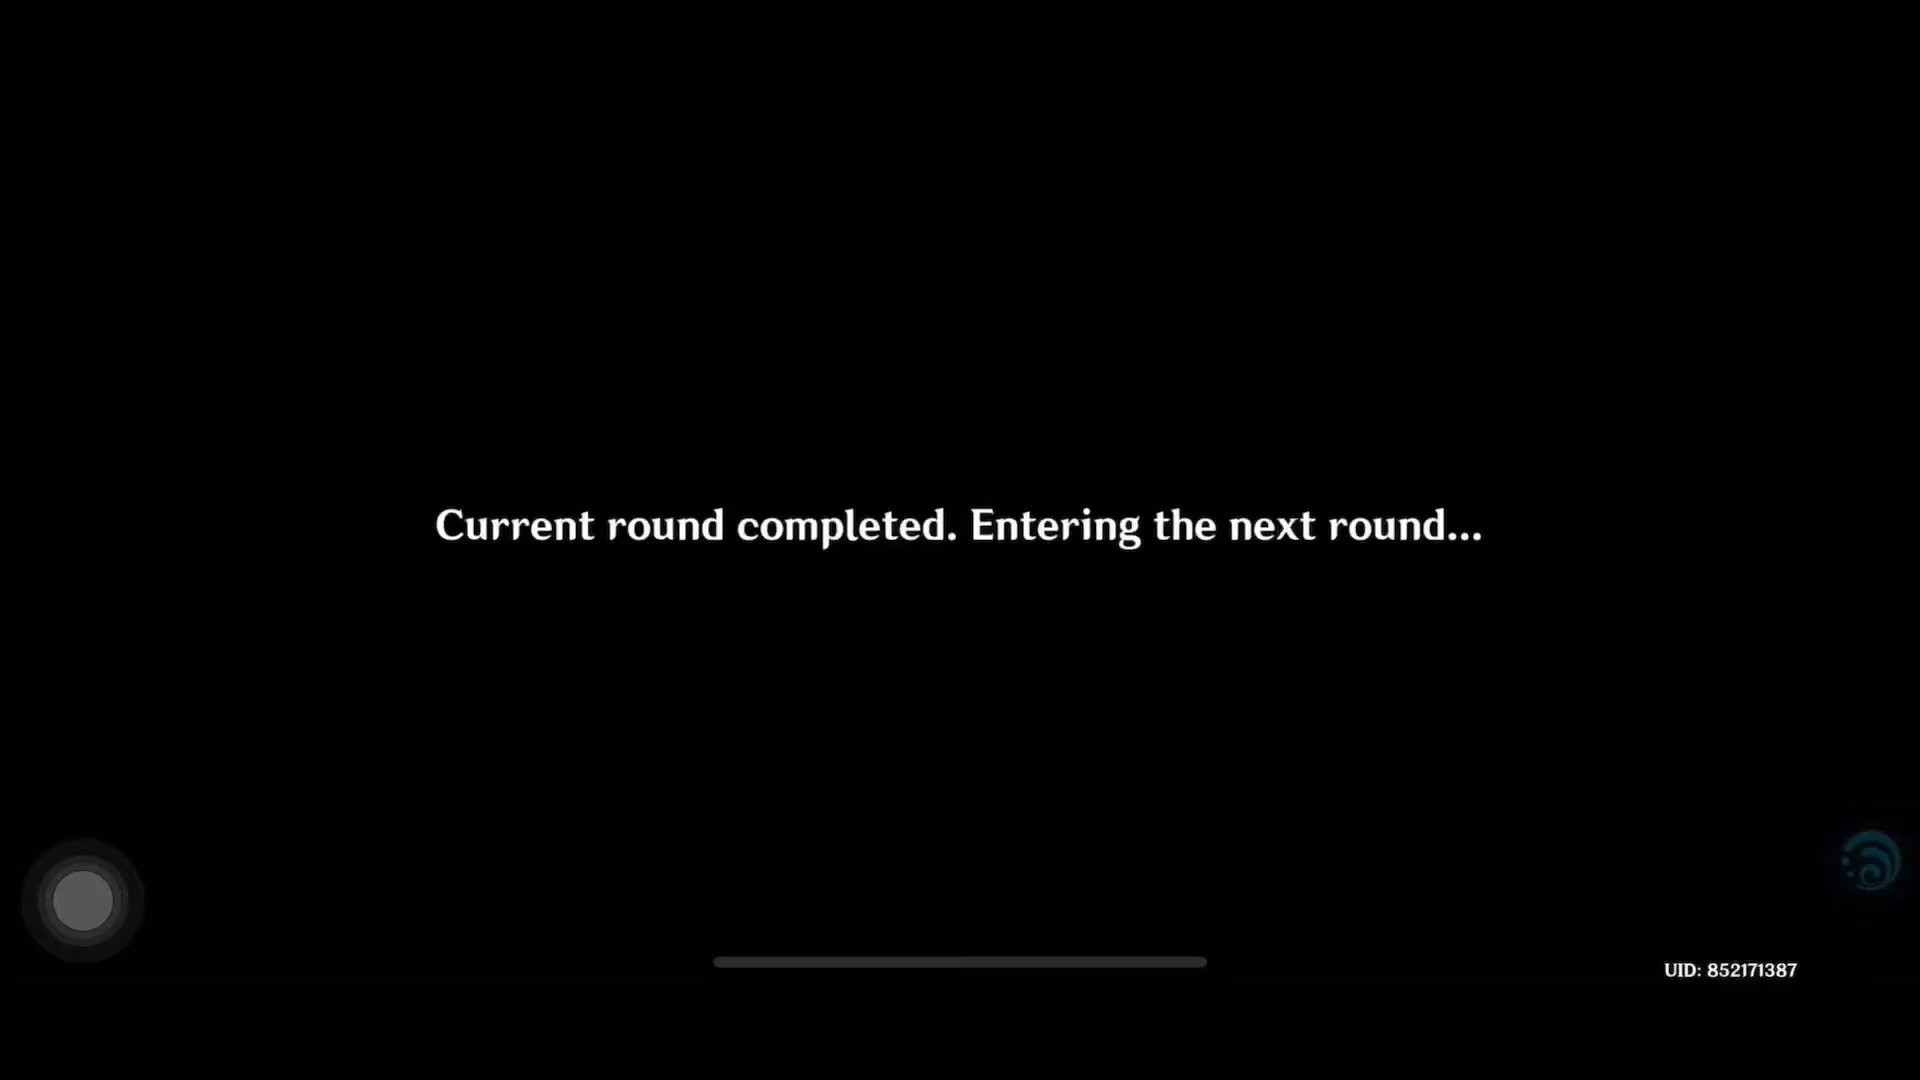 Current round completed. Entering the next round...
UID: 852171387